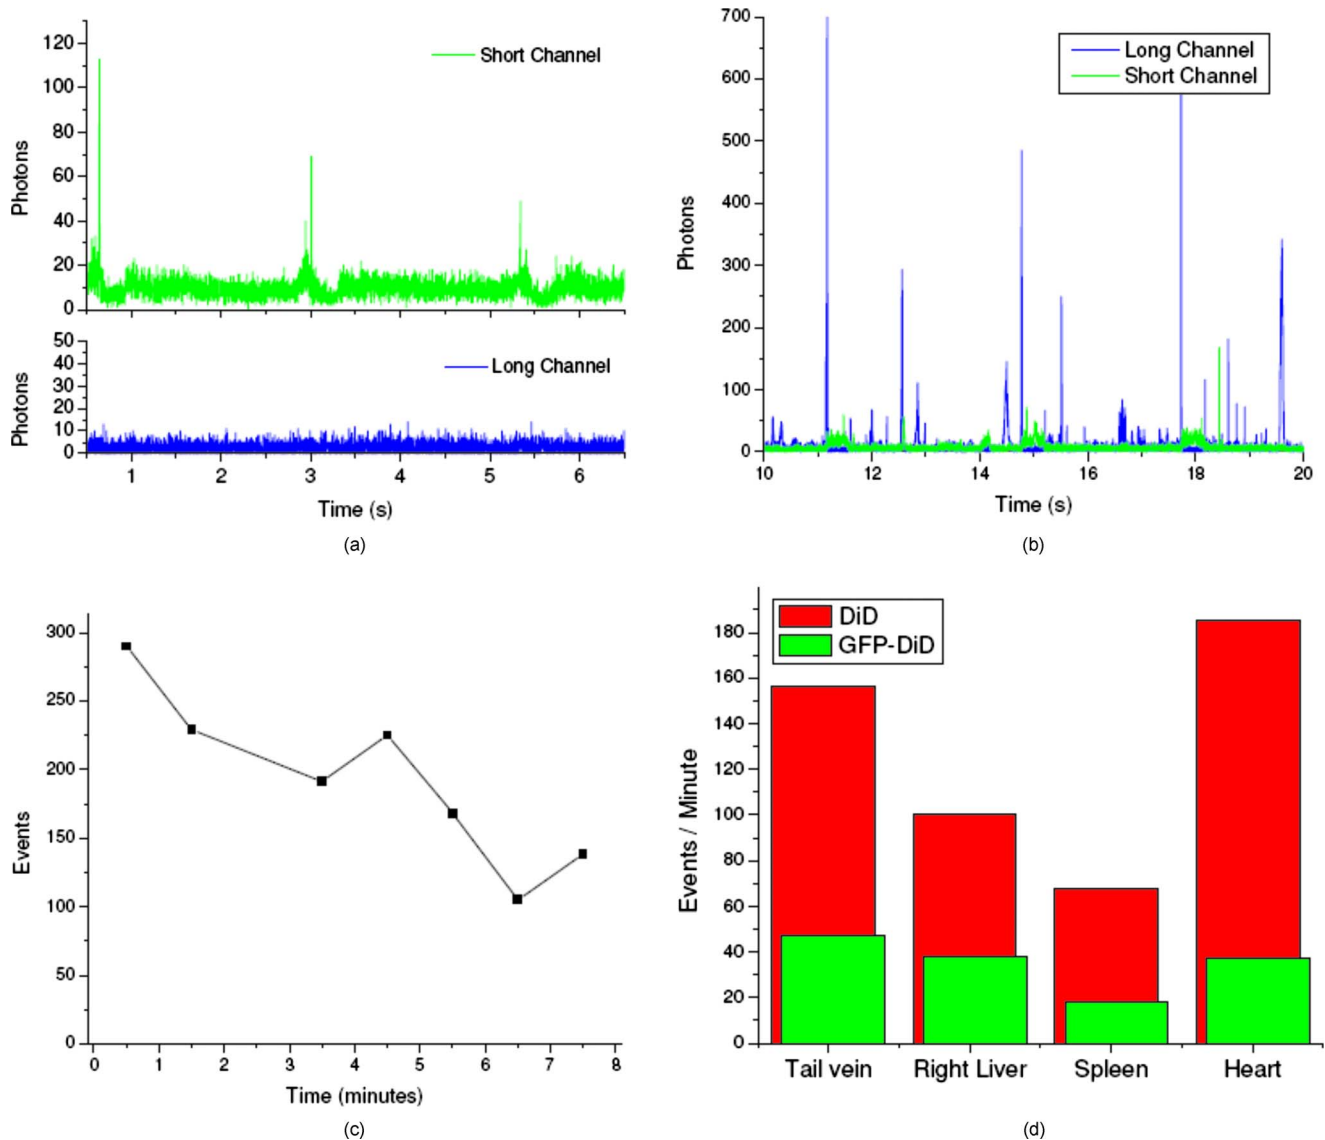 120
100
80
60
40
20
0
Photons
Short Channel
50
40
30
20
10
0
Photons
Long Channel
1 2 3 4 5 6
Time (s)
(a)
700
600
500
400
300
200
100
0
Photons
Long Channel
Short Channel
10 12 14 16 18 20
Time (s)
(b)
300
250
200
150
100
50
0
Events
0 1 2 3 4 5 6 7 8
Time (minutes)
(c)
180
160
140
120
100
80
60
40
20
0
Events / Minute
DiD
GFP-DiD
Tail vein Right Liver Spleen Heart
(d)